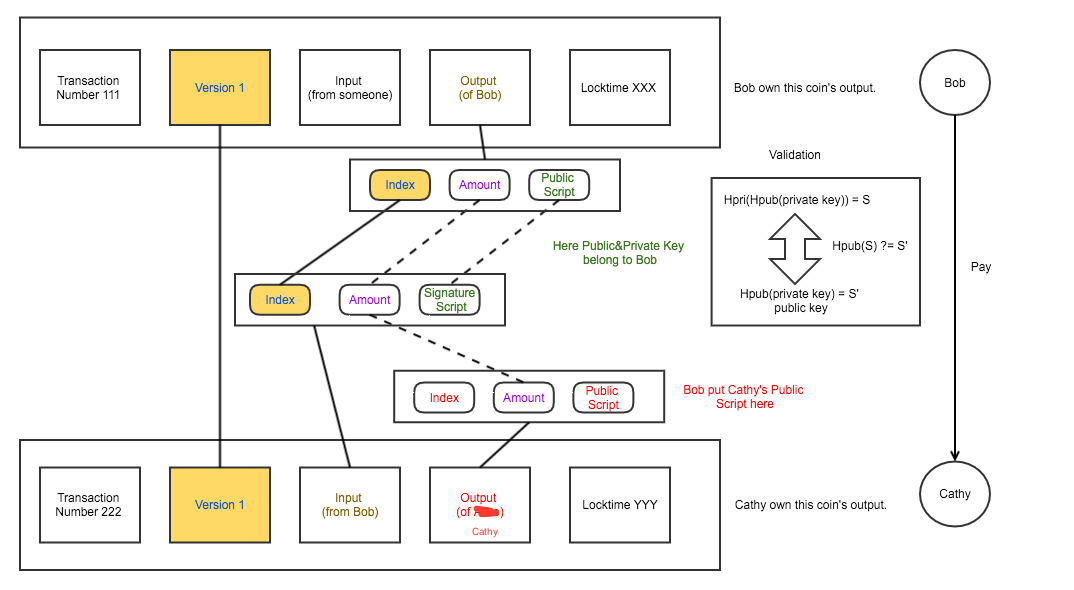 Transaction
Number 111
Version 1
Input
(from someone)
Output
(of Bob)
Locktime XXX
Bob own this coin's output.
Bob
Validation
Index
Amount
Public
Script
Hpri(Hpub(private key)) = S
Hpub(S) ?= S'
Hpub(private key) = S'
public key
Here Public&Private Key
belong to Bob
Pay
Index
Amount
Signature
Script
Index
Amount
Public
Script
Bob put Cathy's Public
Script here
Transaction
Number 222
Version 1
Input
(from Bob)
Output
(of )
Cathy
Locktime YYY
Cathy own this coin's output.
Cathy